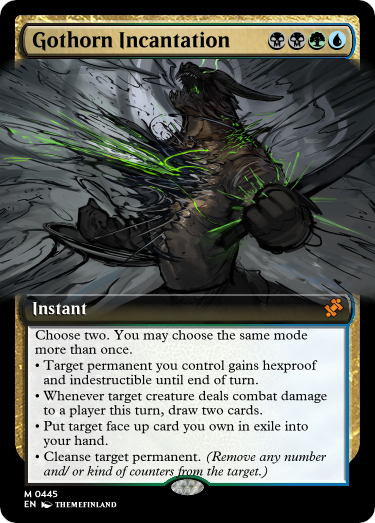 Gothorn Incantation
Instant
Choose two. You may choose the same mode
more than once.
• Target permanent you control gains hexproof
and indestructible until end of turn.
• Whenever target creature deals combat damage
to a player this turn, draw two cards.
• Put target face up card you own in exile into
your hand.
• Cleanse target permanent. (Remove any number
and/ or kind of counters from the target.)
M 0445
EN THEMEFINLAND